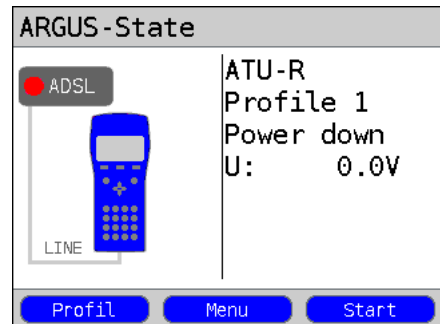 ARGUS-State
ADSL
LINE
ATU-R
Profile 1
Power down
U: 0.0V
Profil Menu Start